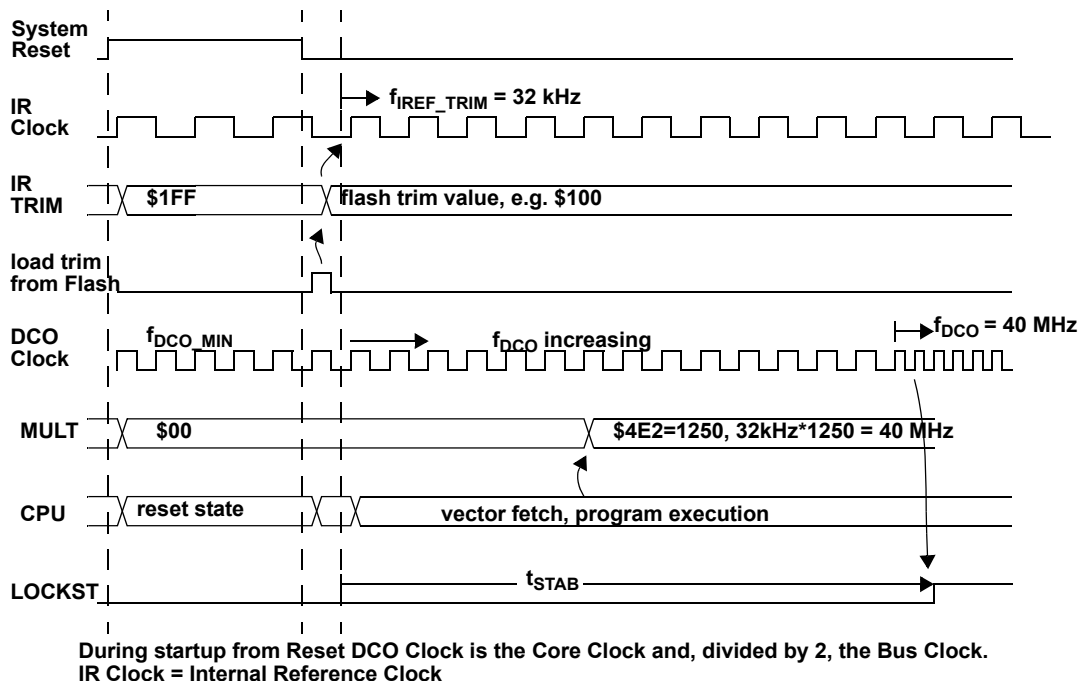 System
Reset
f_IREF_TRIM = 32 kHz
IR
Clock
IR
TRIM
$1FF
flash trim value, e.g. $100
load trim
from Flash
f_DCO = 40 MHz
DCO
Clock
f_DCO_MIN
f_DCO increasing
MULT
$00
$4E2=1250, 32kHz*1250 = 40 MHz
CPU
reset state
vector fetch, program execution
LOCKST
t_STAB
During startup from Reset DCO Clock is the Core Clock and, divided by 2, the Bus Clock.
IR Clock = Internal Reference Clock